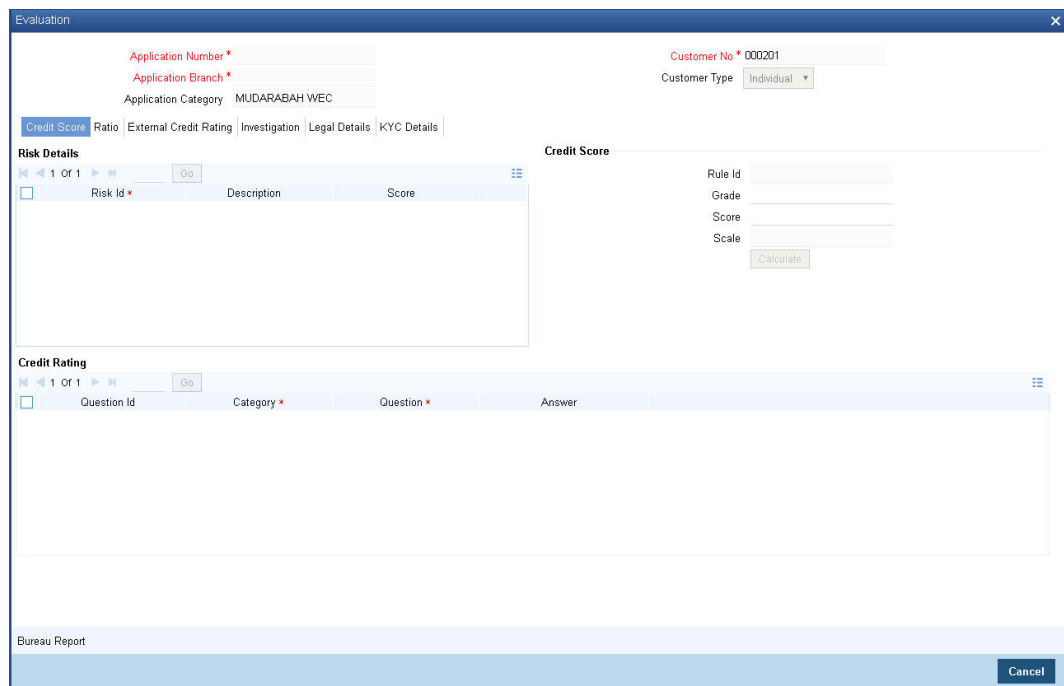 Evaluation
Application Number *
Customer No * 000201
Application Branch *
Customer Type Individual
Application Category MUDARABAH WEC
Credit Score Ratio External Credit Rating Investigation Legal Details KYC Details
Risk Details
1 Of 1 Go
Risk Id * Description Score
Credit Score
Rule Id
Grade
Score
Scale
Calculate
Credit Rating
1 Of 1 Go
Question Id Category * Question * Answer
Bureau Report
Cancel